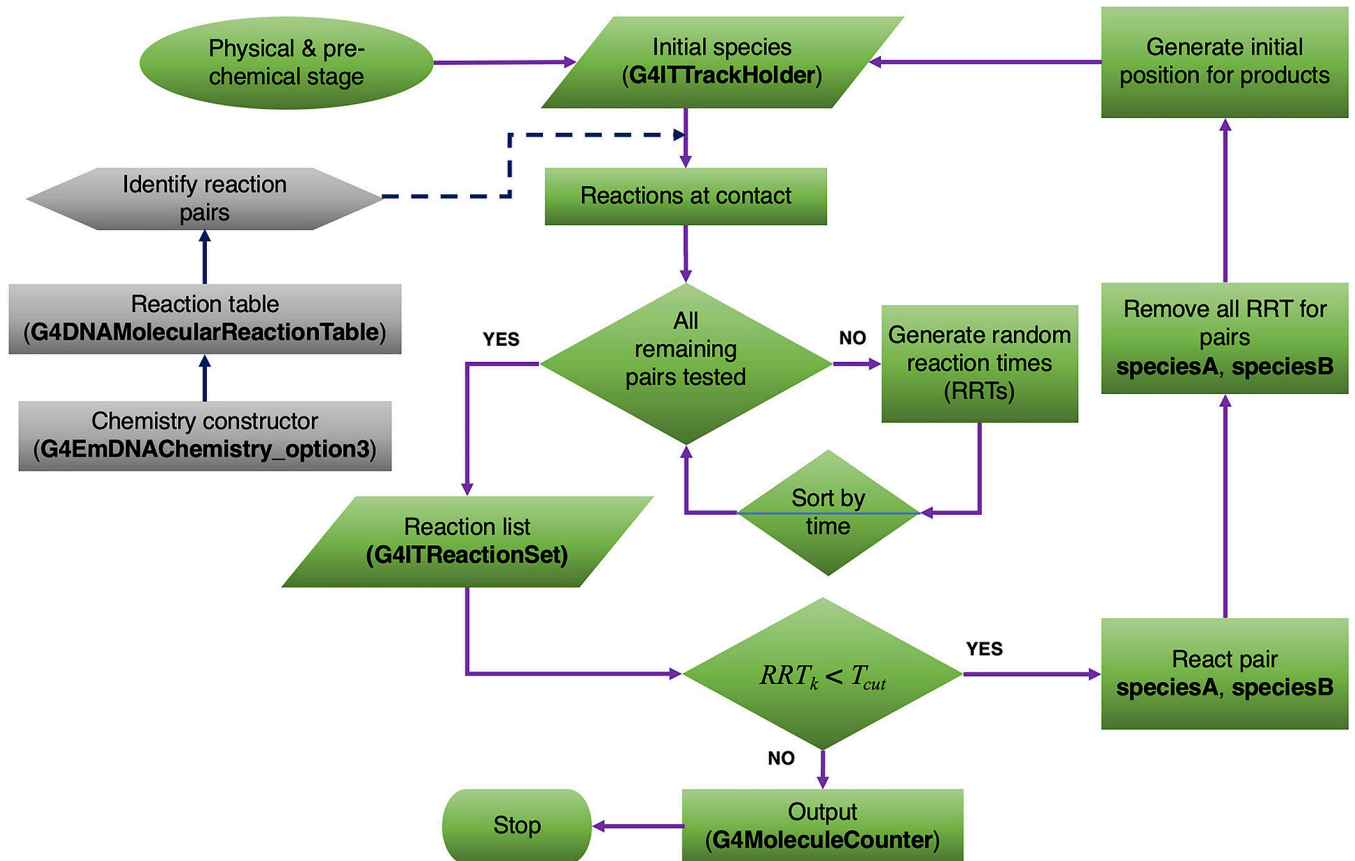 Physical & pre-
chemical stage
Initial species
(G4ITTrackHolder)
Generate initial
position for products
Identify reaction
pairs
Reactions at contact
Reaction table
(G4DNAMolecularReactionTable)
Chemistry constructor
(G4EmDNAChemistry_option3)
YES
All
remaining
pairs tested
NO
Generate random
reaction times
(RRTs)
Remove all RRT for
pairs
speciesA, speciesB
Sort by
time
Reaction list
(G4ITReactionSet)
RRTk < Tcut
YES
React pair
speciesA, speciesB
NO
Stop
Output
(G4MoleculeCounter)